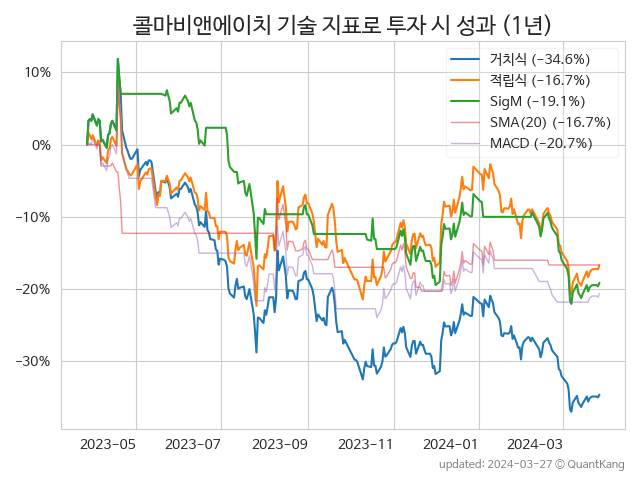 콜마비앤에이치 기술 지표로 투자 시 성과 (1년)
거치식 (−34.6%)
적립식 (−16.7%)
SigM (−19.1%)
SMA(20) (−16.7%)
MACD (−20.7%)
10%
0%
−10%
−20%
−30%
2023-05 2023-07 2023-09 2023-11 2024-01 2024-03
updated: 2024-03-27 © QuantKang